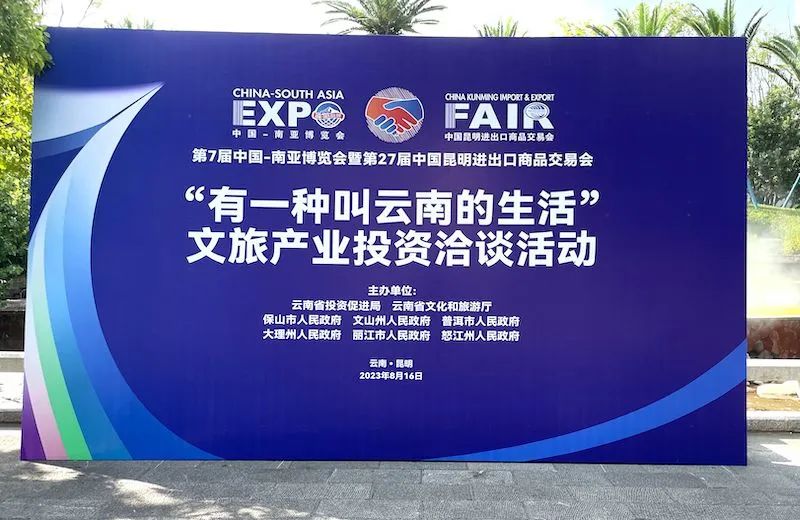 CHINA-SOUTH ASIA
EXPO
中国-南亚博览会
CHINA KUNMING IMPORT & EXPORT
FAIR
中国昆明进出口商品交易会
第7届中国-南亚博览会暨第27届中国昆明进出口商品交易会
“有一种叫云南的生活”
文旅产业投资洽谈活动
主办单位:
云南省投资促进局 云南省文化和旅游厅
保山市人民政府 文山州人民政府 普洱市人民政府
大理州人民政府 丽江市人民政府 怒江州人民政府
云南·昆明
2023年8月16日